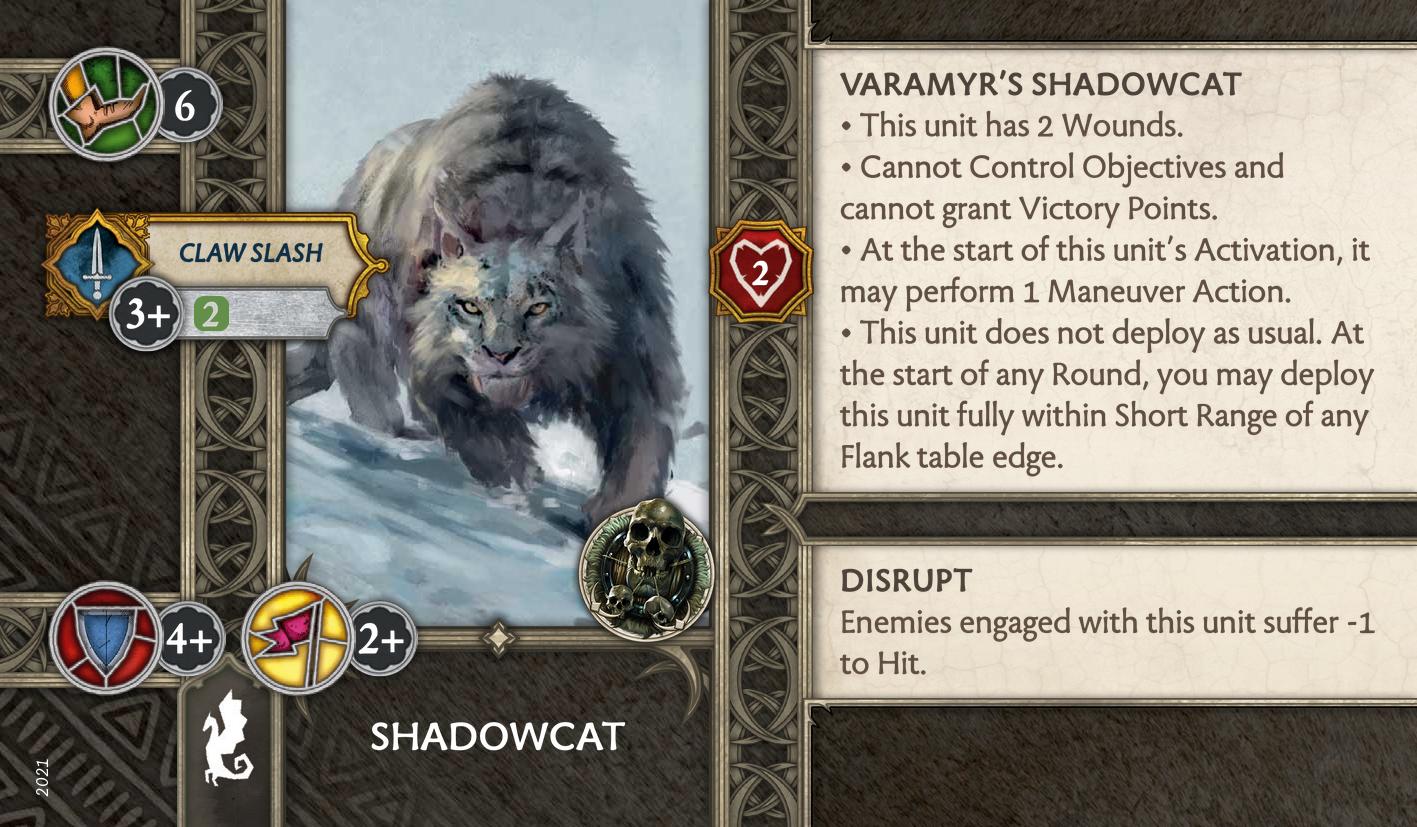 6
CLAW SLASH
3+ 2
2
4+ 2+
SHADOWCAT
2021
VARAMYR’S SHADOWCAT
• This unit has 2 Wounds.
• Cannot Control Objectives and
cannot grant Victory Points.
• At the start of this unit’s Activation, it
may perform 1 Maneuver Action.
• This unit does not deploy as usual. At
the start of any Round, you may deploy
this unit fully within Short Range of any
Flank table edge.
DISRUPT
Enemies engaged with this unit suffer -1
to Hit.